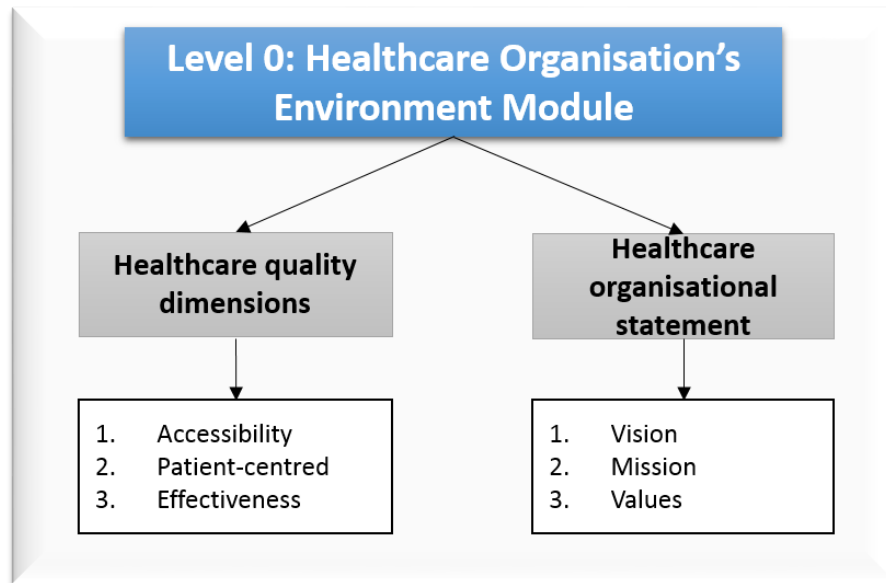 Level 0: Healthcare Organisation's
Environment Module
Healthcare quality
dimensions
Healthcare
organisational
statement
1. Accessibility
2. Patient-centred
3. Effectiveness
1. Vision
2. Mission
3. Values